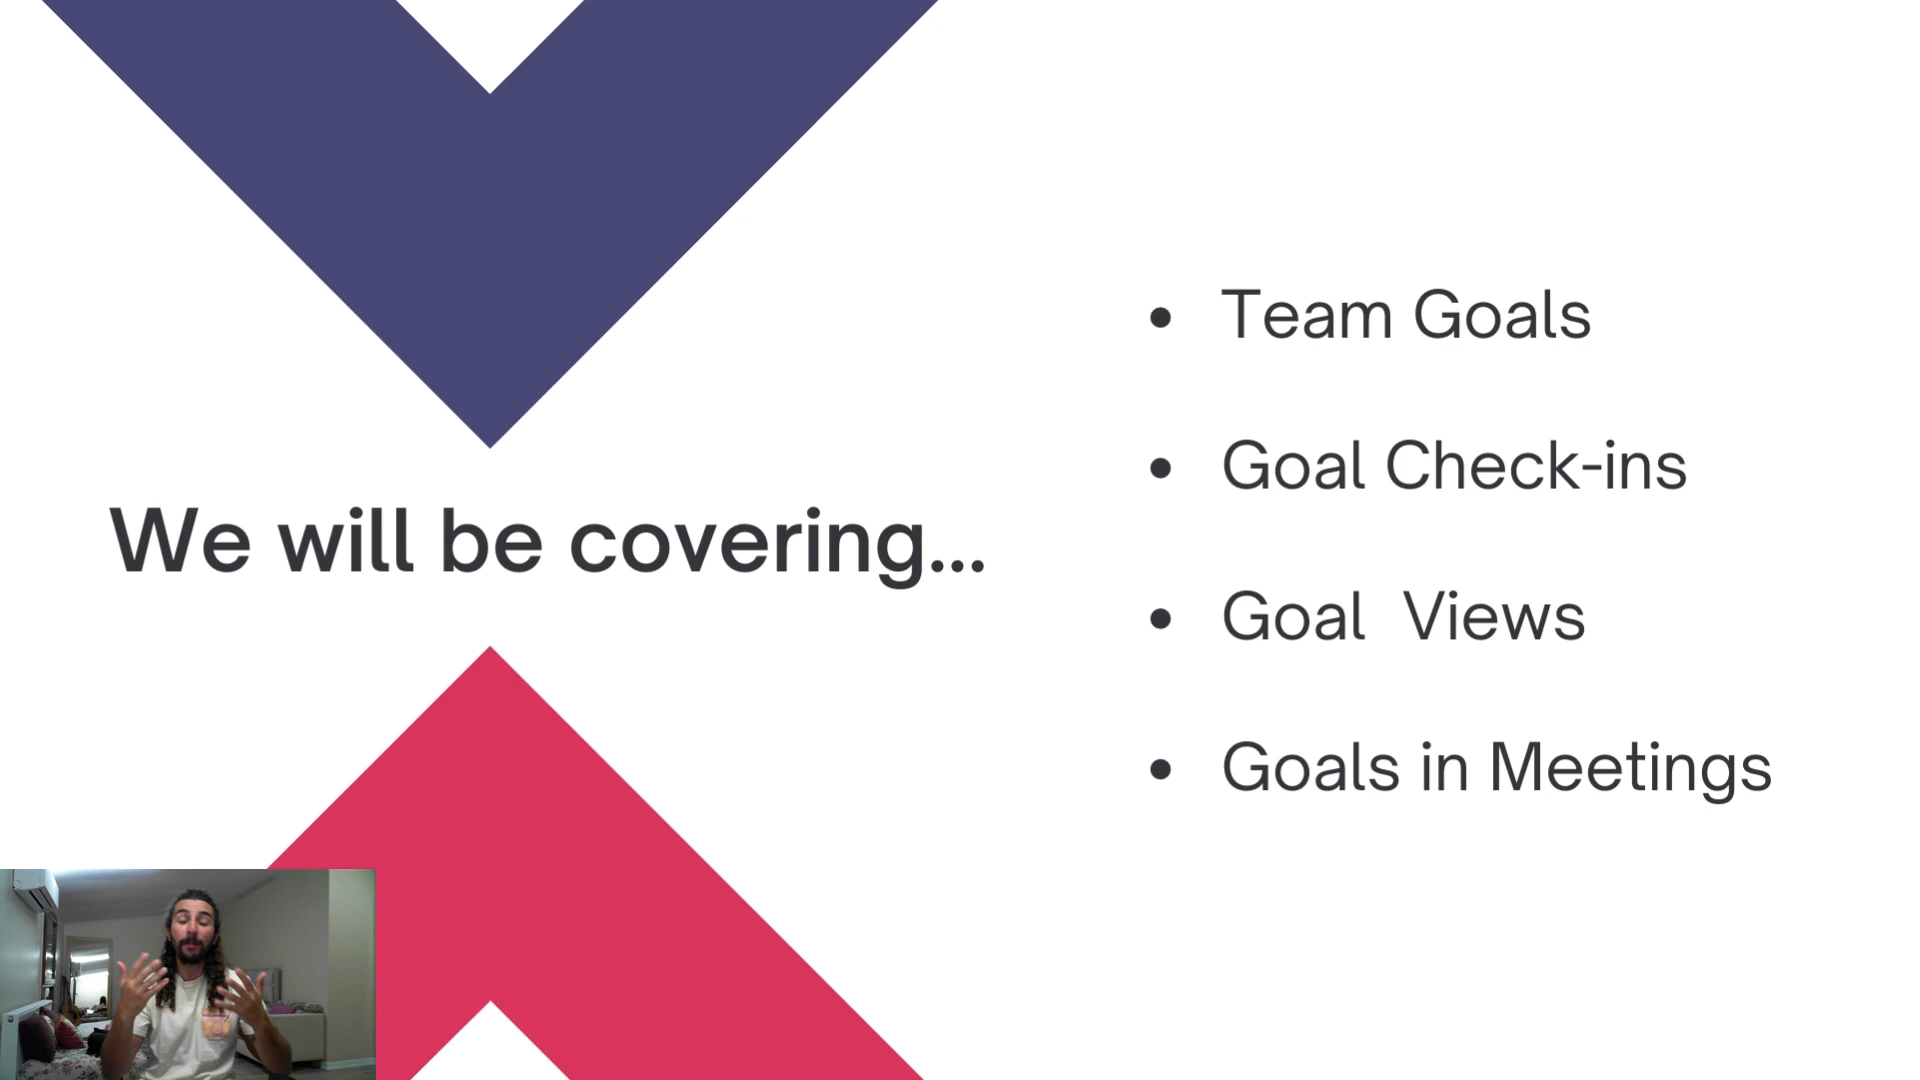 We will be covering...
• Team Goals
• Goal Check-ins
• Goal  Views
• Goals in Meetings